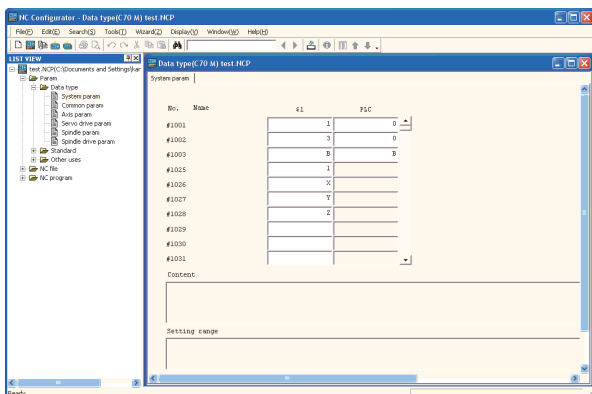 NC Configurator - Data type(C70 M) test.NCP
File(F) Edit(E) Search(S) Tools(T) Wizard(Z) Display(V) Window(W) Help(H)
LIST VIEW
test.NCP(C:\Documents and Settings\kar
Param
Data type
System param
Common param
Axis param
Servo drive param
Spindle param
Spindle drive param
Standard
Other uses
NC file
NC program
Data type(C70 M) test.NCP
System param
No. Name $1 PLC
#1001 1 0
#1002 3 0
#1003 B B
#1025 1
#1026 X
#1027 Y
#1028 Z
#1029
#1030
#1031
Content
Setting range
Ready